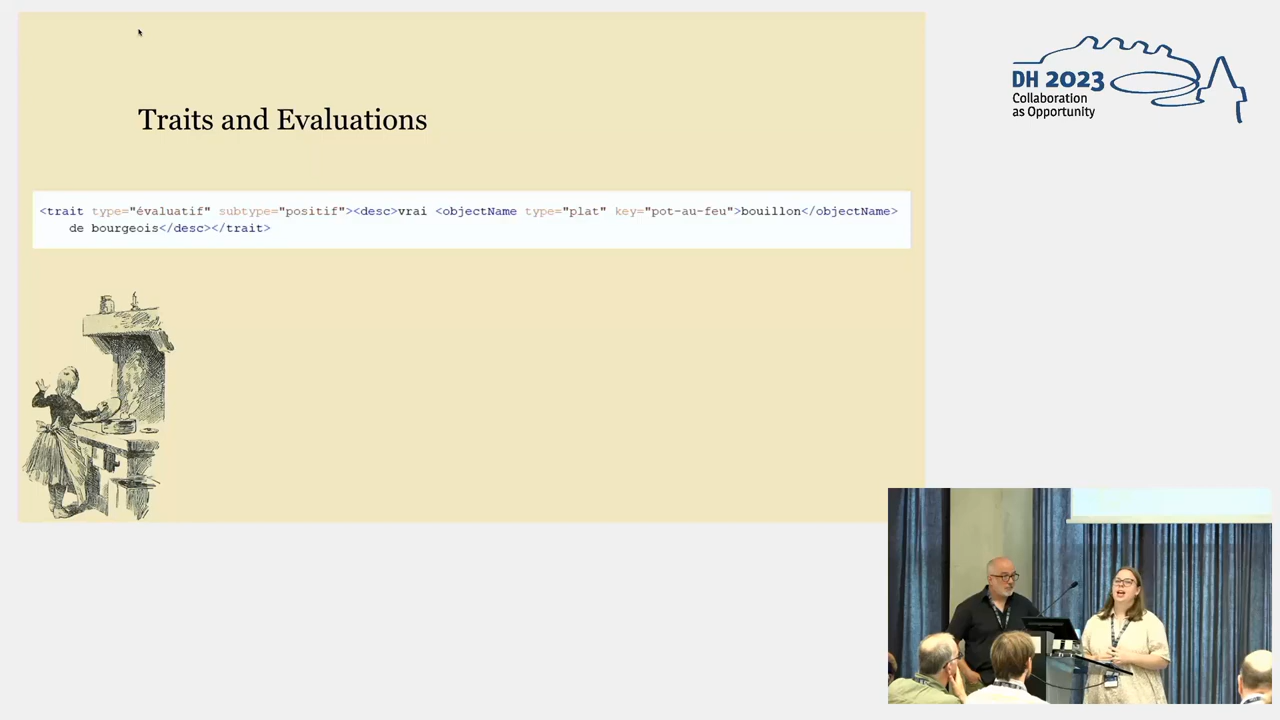 Traits and Evaluations
<trait type="évaluatif" subtype="positif"><desc>vrai <objectName type="plat" key="pot-au-feu">bouillon</objectName>
de bourgeois</desc></trait>
DH 2023
Collaboration
as Opportunity